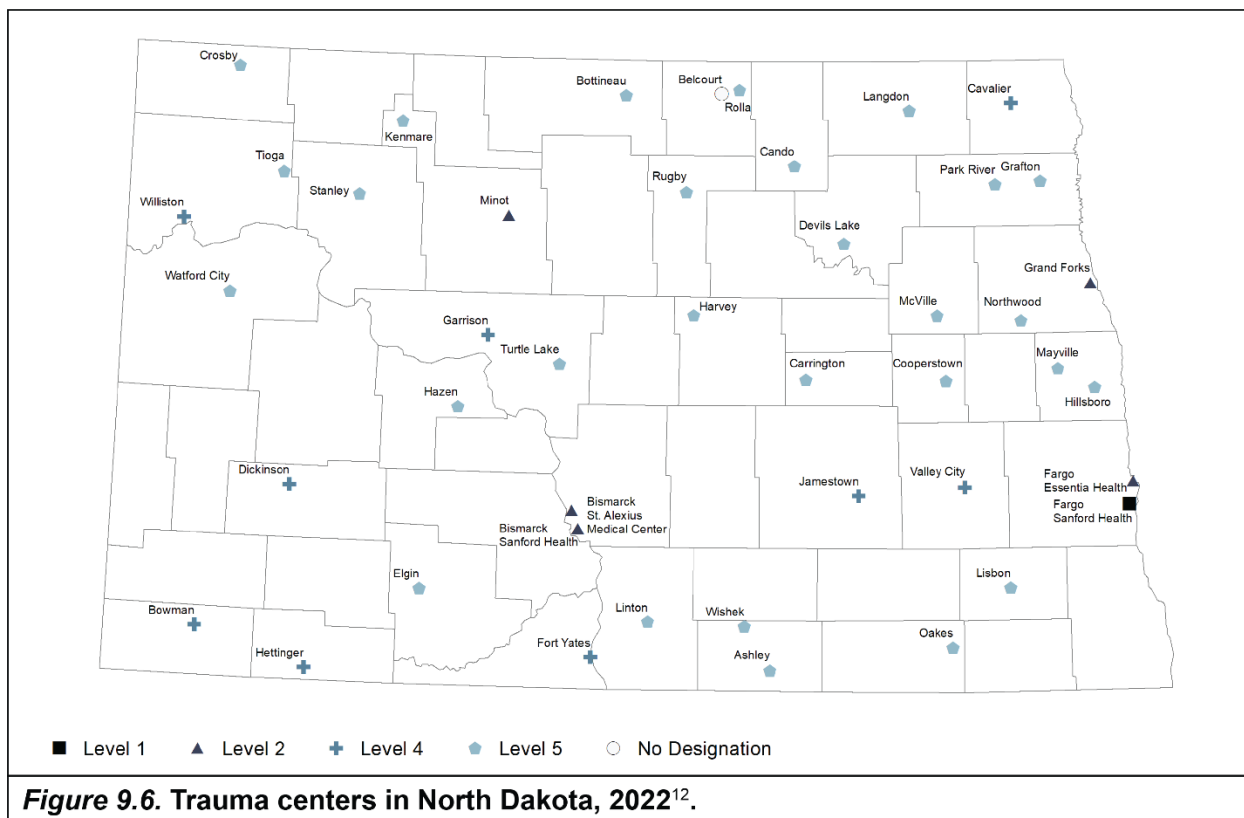 Crosby
Bottineau
Belcourt
Rolla
Langdon
Cavalier
Kenmare
Tioga
Stanley
Williston
Minot
Rugby
Cando
Park River
Grafton
Devils Lake
Watford City
Grand Forks
McVille
Northwood
Garrison
Turtle Lake
Harvey
Carrington
Cooperstown
Mayville
Hillsboro
Hazen
Dickinson
Jamestown
Valley City
Fargo
Essentia Health
Fargo
Sanford Health
Bismarck
St. Alexius
Medical Center
Bismarck
Sanford Health
Elgin
Lisbon
Bowman
Hettinger
Fort Yates
Linton
Wishek
Ashley
Oakes
Level 1
Level 2
Level 4
Level 5
No Designation
Figure 9.6. Trauma centers in North Dakota, 2022¹².